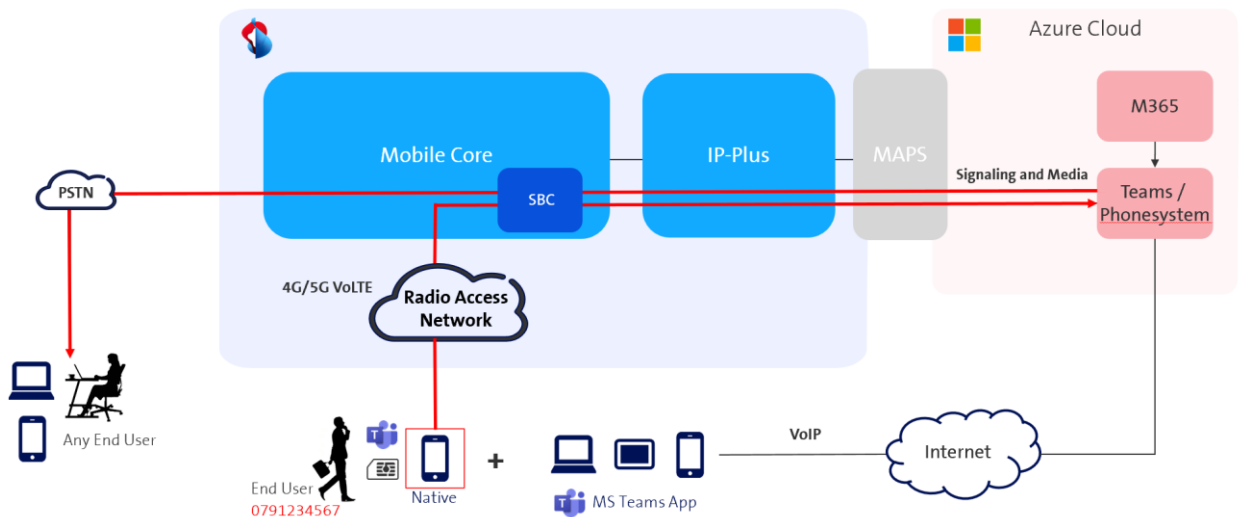 Azure Cloud
M365
Mobile Core
IP-Plus
MAPS
Signaling and Media
PSTN
SBC
Teams /
Phonesystem
4G/5G VoLTE
Radio Access
Network
Any End User
VoIP
Internet
T
+
End User
0791234567
Native
T
MS Teams App